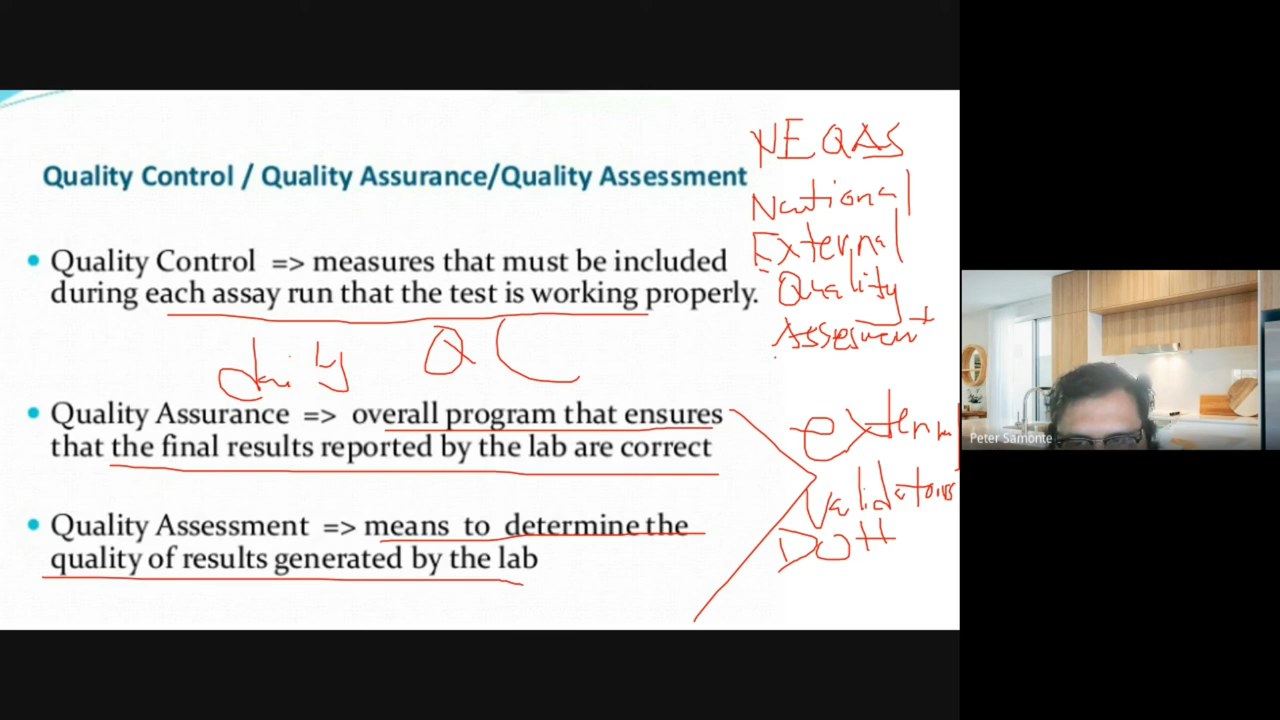 Quality Control / Quality Assurance/Quality Assessment
• Quality Control => measures that must be included
during each assay run that the test is working properly.
daily QC
• Quality Assurance => overall program that ensures
that the final results reported by the lab are correct
• Quality Assessment => means to determine the
quality of results generated by the lab
NEQAS
National
External
Quality
Assesment
external
Validators
DOH
Peter Samonte